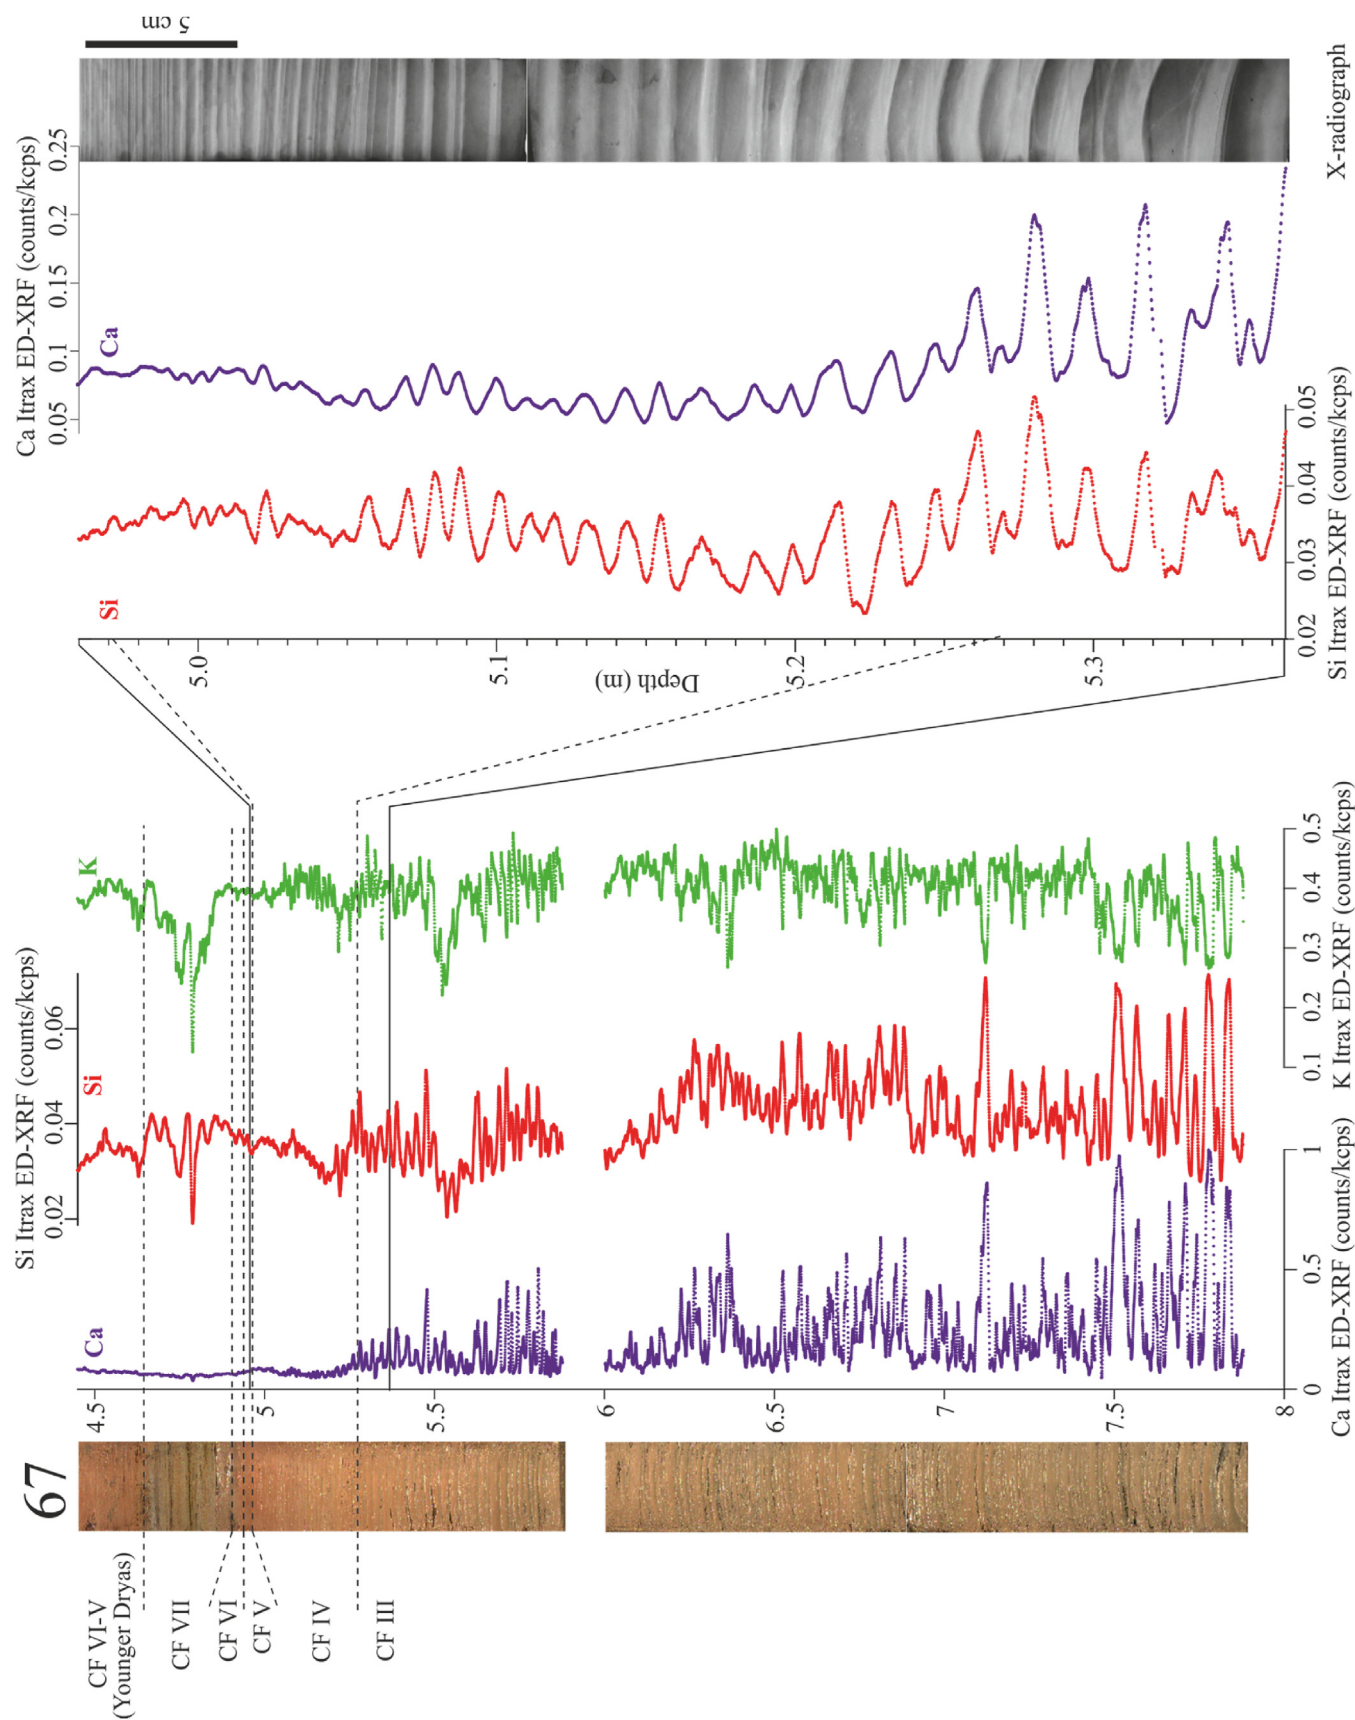 67
CF VI-V
(Younger Dryas)
CF VII
CF VI
CF V
CF IV
CF III
Si Itrax ED-XRF (counts/kcps)
0.02
0.04
0.06
Ca
Si
K
4.5
5
5.5
6
6.5
7
7.5
8
0
0.5
1
Ca Itrax ED-XRF (counts/kcps)
0.1
0.2
0.3
0.4
0.5
K Itrax ED-XRF (counts/kcps)
Depth (m)
5.0
5.1
5.2
5.3
Ca Itrax ED-XRF (counts/kcps)
0.05
0.1
0.15
0.2
0.25
Si
Ca
0.02
0.03
0.04
0.05
Si Itrax ED-XRF (counts/kcps)
5 cm
X-radiograph